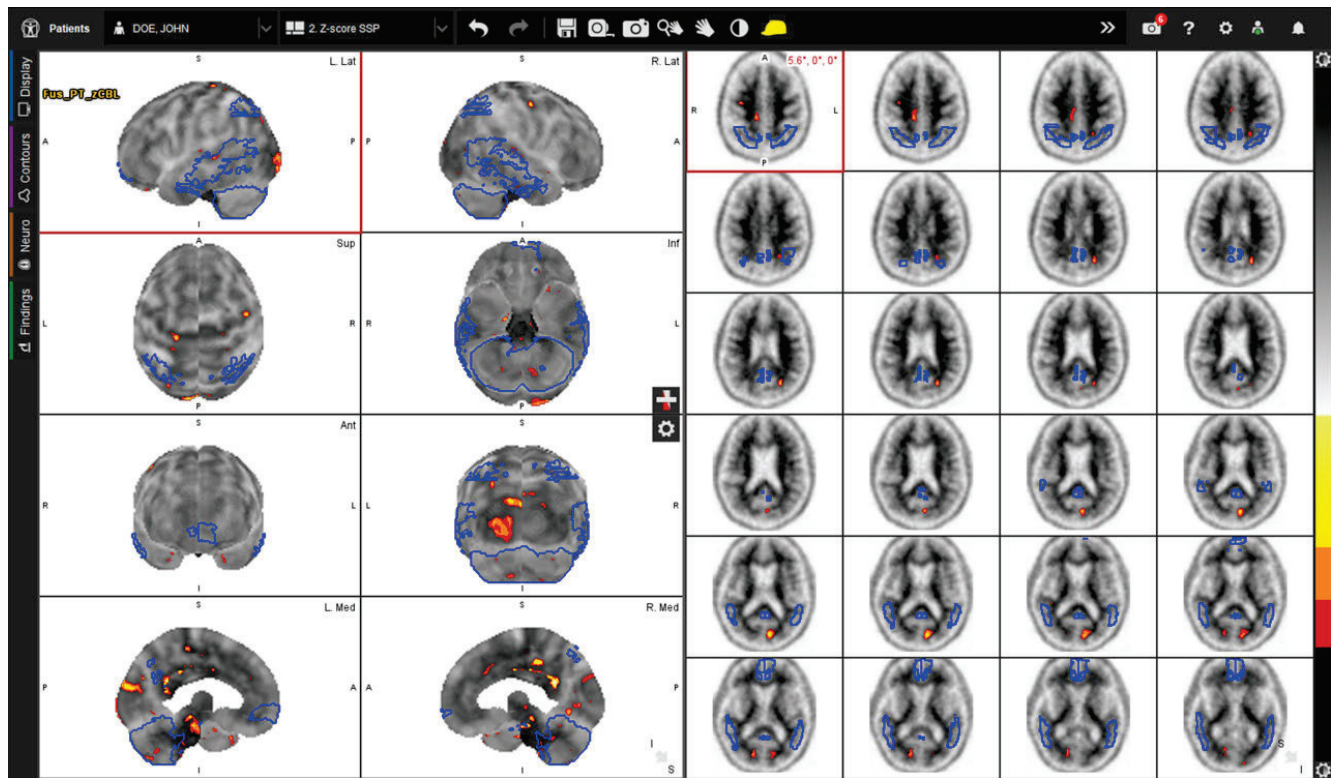 Patients
DOE, JOHN
2. Z-score SSP
6
?
Display
Contours
Neuro
Findings
Fus_PT_zCBL
S
L. Lat
A
P
I
S
R. Lat
P
A
I
A
Sup
L
R
P
A
Inf
R
L
P
S
Ant
R
L
I
S
L
R
I
S
L. Med
P
A
I
S
R. Med
A
P
I
I
S
A
5.6°, 0°, 0°
R
L
P
S
I